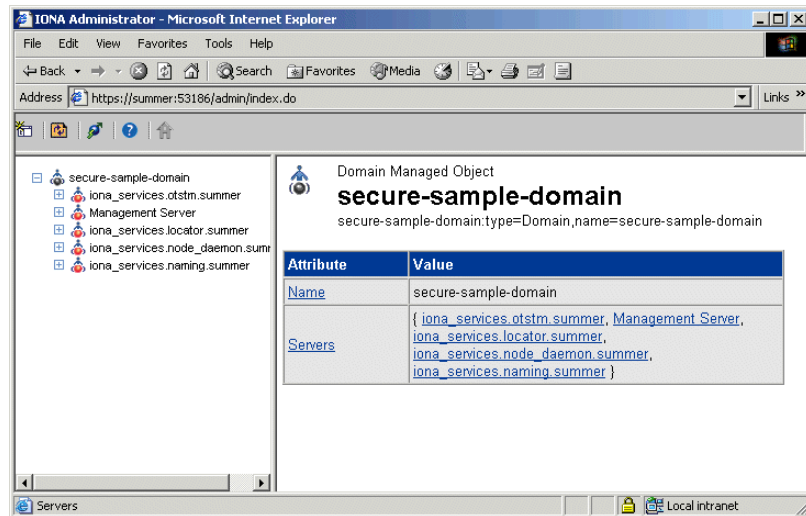 IONA Administrator - Microsoft Internet Explorer
File Edit View Favorites Tools Help
Back Search Favorites Media
Address https://summer:53186/admin/index.do Links »
secure-sample-domain
iona_services.otstm.summer
Management Server
iona_services.locator.summer
iona_services.node_daemon.sumr
iona_services.naming.summer
Domain Managed Object
secure-sample-domain
secure-sample-domain:type=Domain,name=secure-sample-domain
Attribute Value
Name secure-sample-domain
Servers { iona_services.otstm.summer, Management Server,
iona_services.locator.summer,
iona_services.node_daemon.summer,
iona_services.naming.summer }
Servers Local intranet